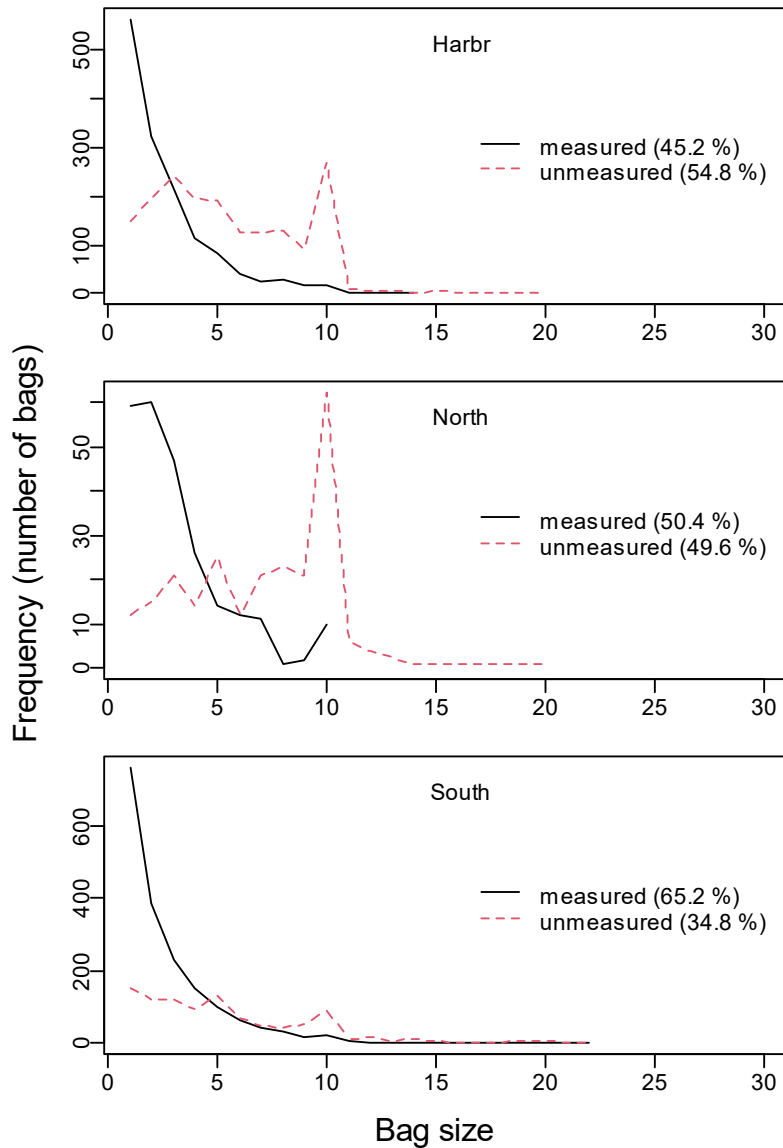 Frequency (number of bags)
Harbr
measured (45.2 %)
unmeasured (54.8 %)
500
300
100
0
0 5 10 15 20 25 30
North
measured (50.4 %)
unmeasured (49.6 %)
50
30
10
0
0 5 10 15 20 25 30
South
measured (65.2 %)
unmeasured (34.8 %)
600
400
200
0
0 5 10 15 20 25 30
Bag size